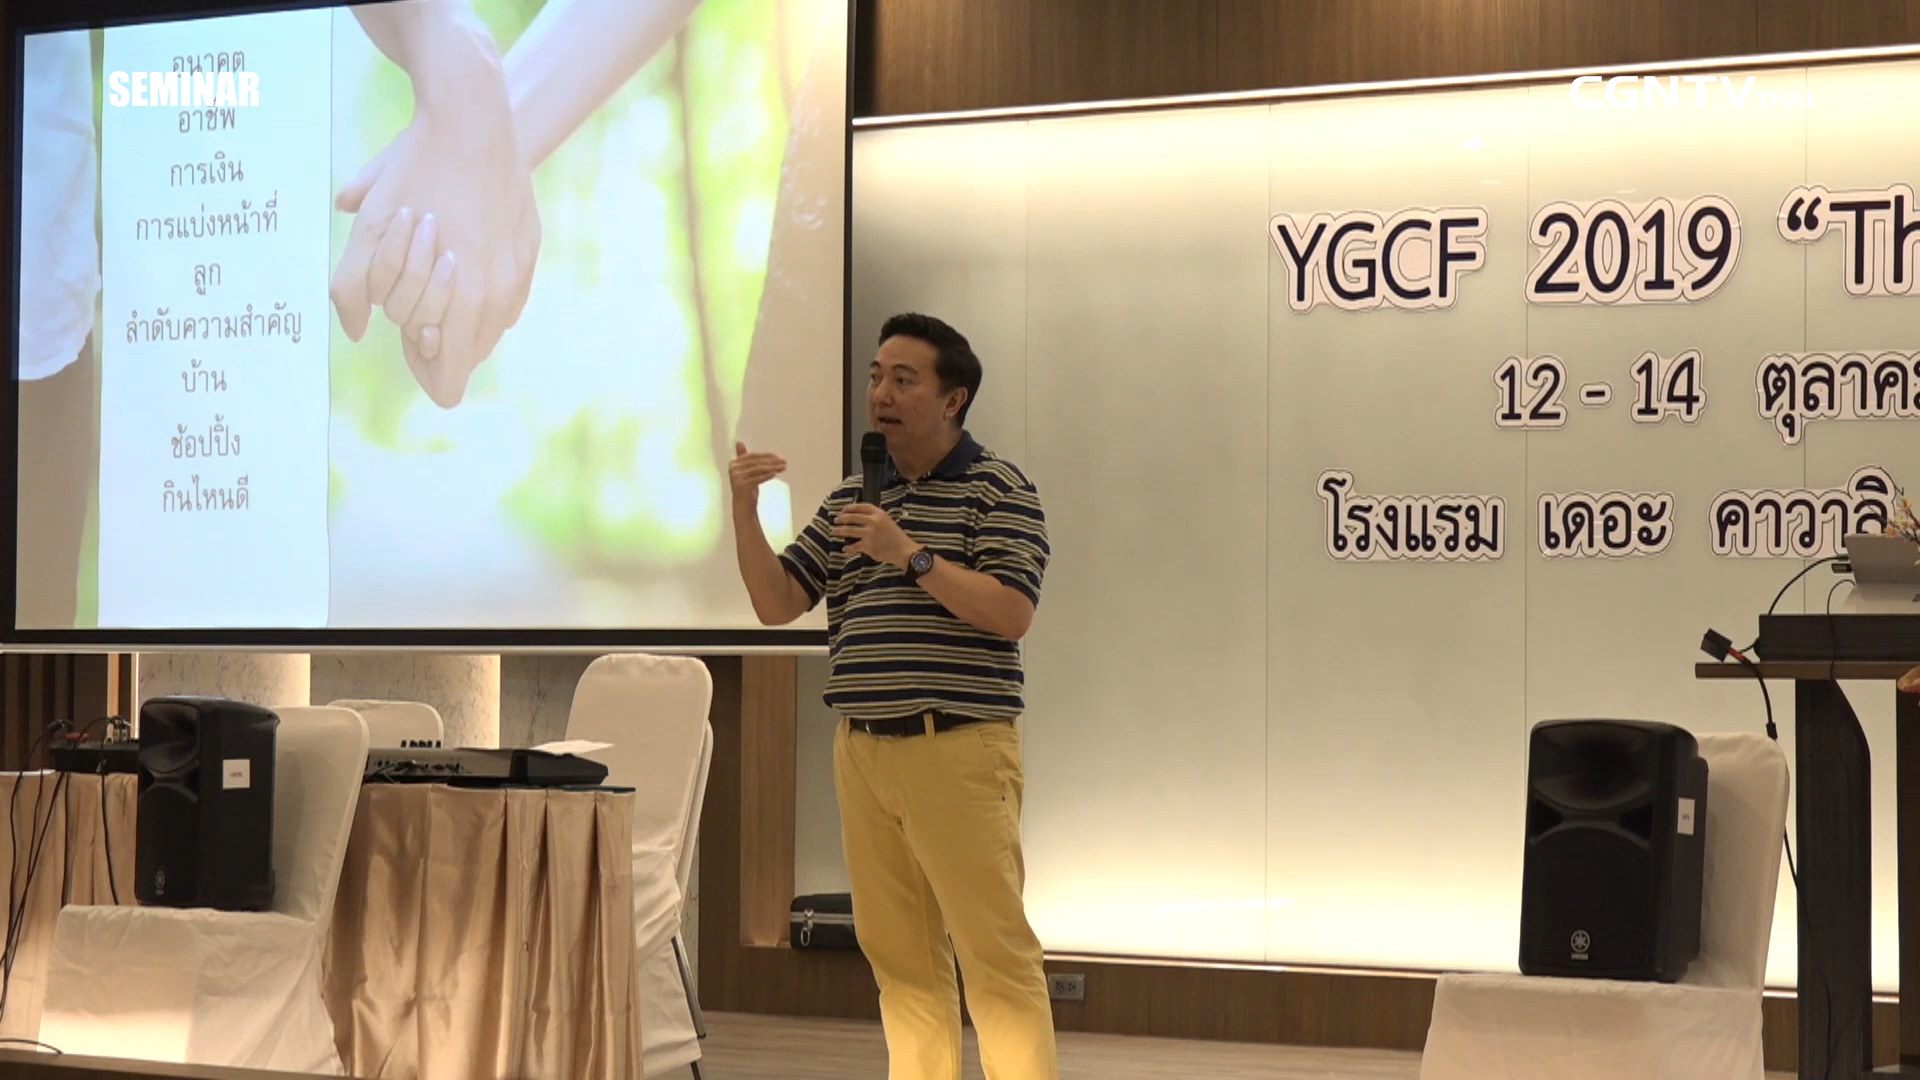 อนาคต
SEMINAR
อาชีพ
การเงิน
การแบ่งหน้าที่
ลูก
ลำดับความสำคัญ
บ้าน
ช้อปปิ้ง
กินไหนดี
CGNTV THAI
YGCF 2019 “Th
12 - 14 ตุลาคม
โรงแรม เดอะ คาวาลิ
YAMAHA